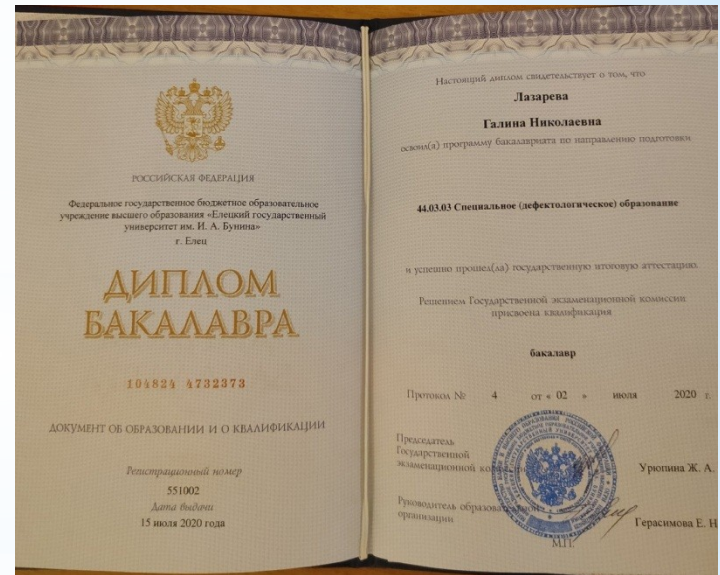 РОССИЙСКАЯ ФЕДЕРАЦИЯ
Федеральное государственное бюджетное образовательное
учреждение высшего образования «Елецкий государственный
университет им. И. А. Бунина»
г. Елец
ДИПЛОМ
БАКАЛАВРА
104824 4732373
ДОКУМЕНТ ОБ ОБРАЗОВАНИИ И О КВАЛИФИКАЦИИ
Регистрационный номер
551002
Дата выдачи
15 июля 2020 года
Настоящий диплом свидетельствует о том, что
Лазарева
Галина Николаевна
освоил(а) программу бакалавриата по направлению подготовки
44.03.03 Специальное (дефектологическое) образование
и успешно прошел(ла) государственную итоговую аттестацию.
Решением Государственной экзаменационной комиссии
присвоена квалификация
бакалавр
Протокол № 4 от « 02 » июля 2020 г.
Председатель
Государственной
экзаменационной
Урюпина Ж. А.
Руководитель
организации
Герасимова Е. Н
М.П.